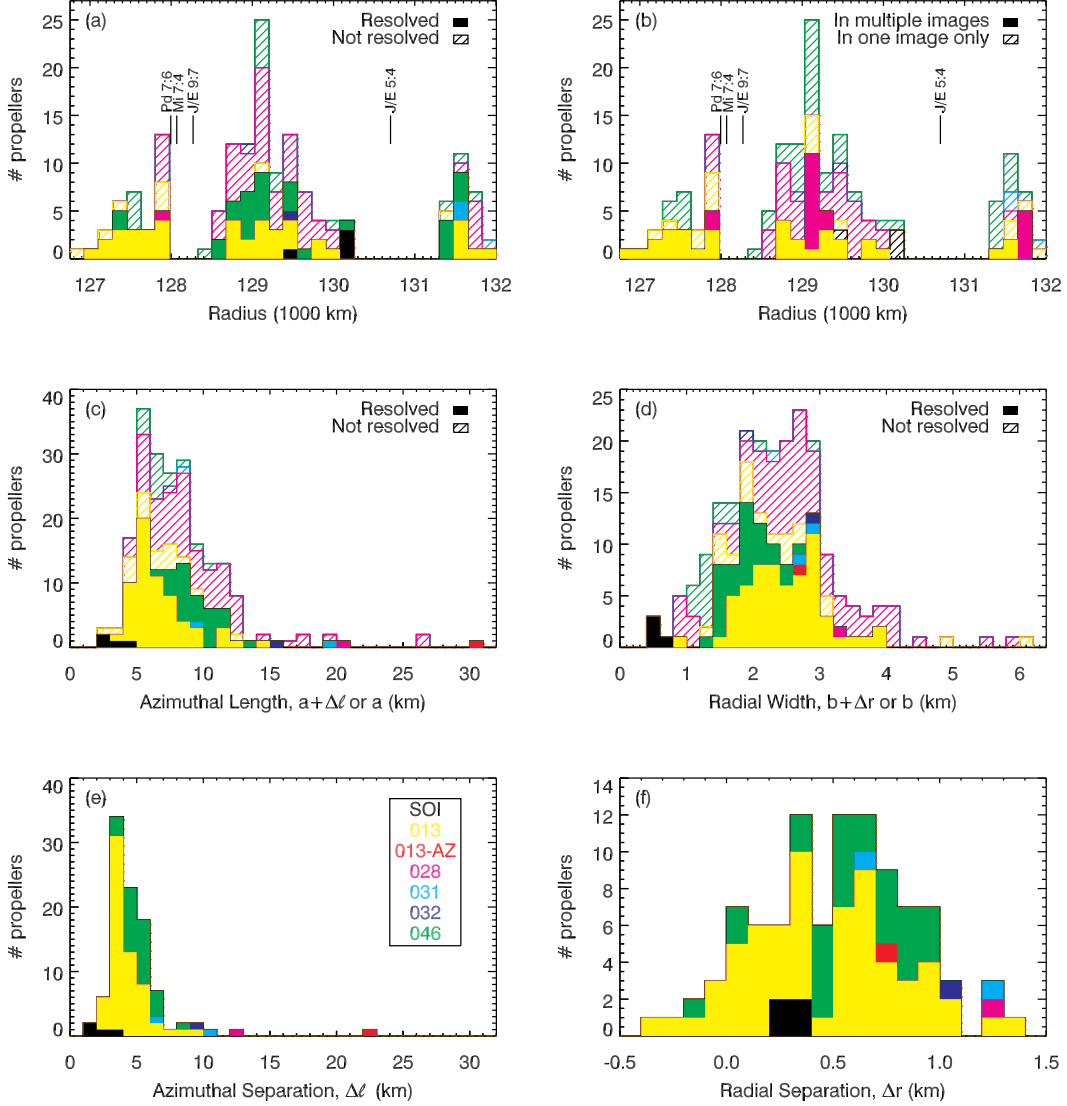 (a)
Resolved
Not resolved
25
20
15
10
5
0
# propellers
Pd 7:6
Mi 7:4
J/E 9:7
J/E 5:4
127 128 129 130 131 132
Radius (1000 km)
(b)
In multiple images
In one image only
25
20
15
10
5
0
# propellers
Pd 7:6
Mi 7:4
J/E 9:7
J/E 5:4
127 128 129 130 131 132
Radius (1000 km)
(c)
Resolved
Not resolved
40
30
20
10
0
# propellers
0 5 10 15 20 25 30
Azimuthal Length, a+Δℓ or a (km)
(d)
Resolved
Not resolved
25
20
15
10
5
0
# propellers
0 1 2 3 4 5 6
Radial Width, b+Δr or b (km)
(e)
40
30
20
10
0
# propellers
SOI
013
013-AZ
028
031
032
046
0 5 10 15 20 25 30
Azimuthal Separation, Δℓ (km)
(f)
14
12
10
8
6
4
2
0
# propellers
-0.5 0.0 0.5 1.0 1.5
Radial Separation, Δr (km)